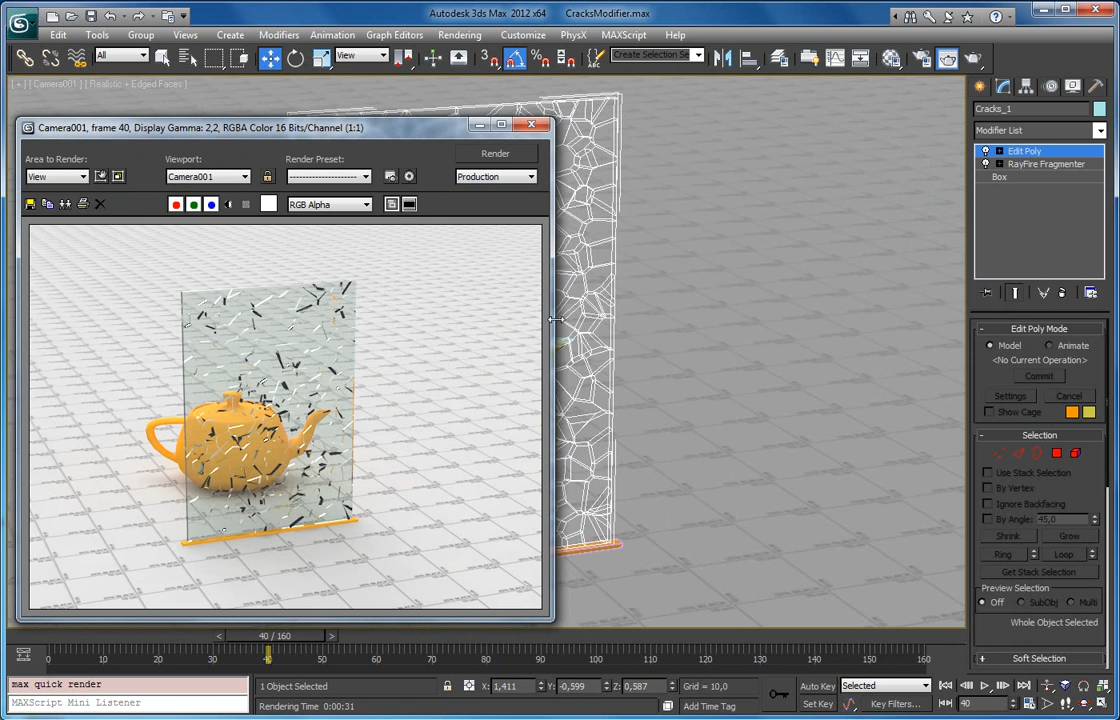 Autodesk 3ds Max 2012 x64 CracksModifier.max
Edit Tools Group Views Create Modifiers Animation Graph Editors Rendering Customize PhysX MAXScript Help
All View Create Selection Se
[ + ] [ Camera001 ] [ Realistic + Edged Faces ]
Camera001, frame 40, Display Gamma: 2,2, RGBA Color 16 Bits/Channel (1:1)
Area to Render: Viewport: Render Preset: Render
View Camera001 Production
RGB Alpha
Cracks_1
Modifier List
Edit Poly
RayFire Fragmenter
Box
Edit Poly Mode
Model Animate
<No Current Operation>
Commit
Settings Cancel
Show Cage
Selection
Use Stack Selection
By Vertex
Ignore Backfacing
By Angle: 45,0
Shrink Grow
Ring Loop
Get Stack Selection
Preview Selection
Off SubObj Multi
Whole Object Selected
Soft Selection
< 40 / 160 >
0 10 20 30 40 50 60 70 80 90 100 110 120 130 140 150 160
max quick render
MAXScript Mini Listener
1 Object Selected X: 1,411 Y: -0,599 Z: 0,587 Grid = 10,0 Auto Key Selected
Rendering Time 0:00:31 Add Time Tag Set Key Key Filters... 40